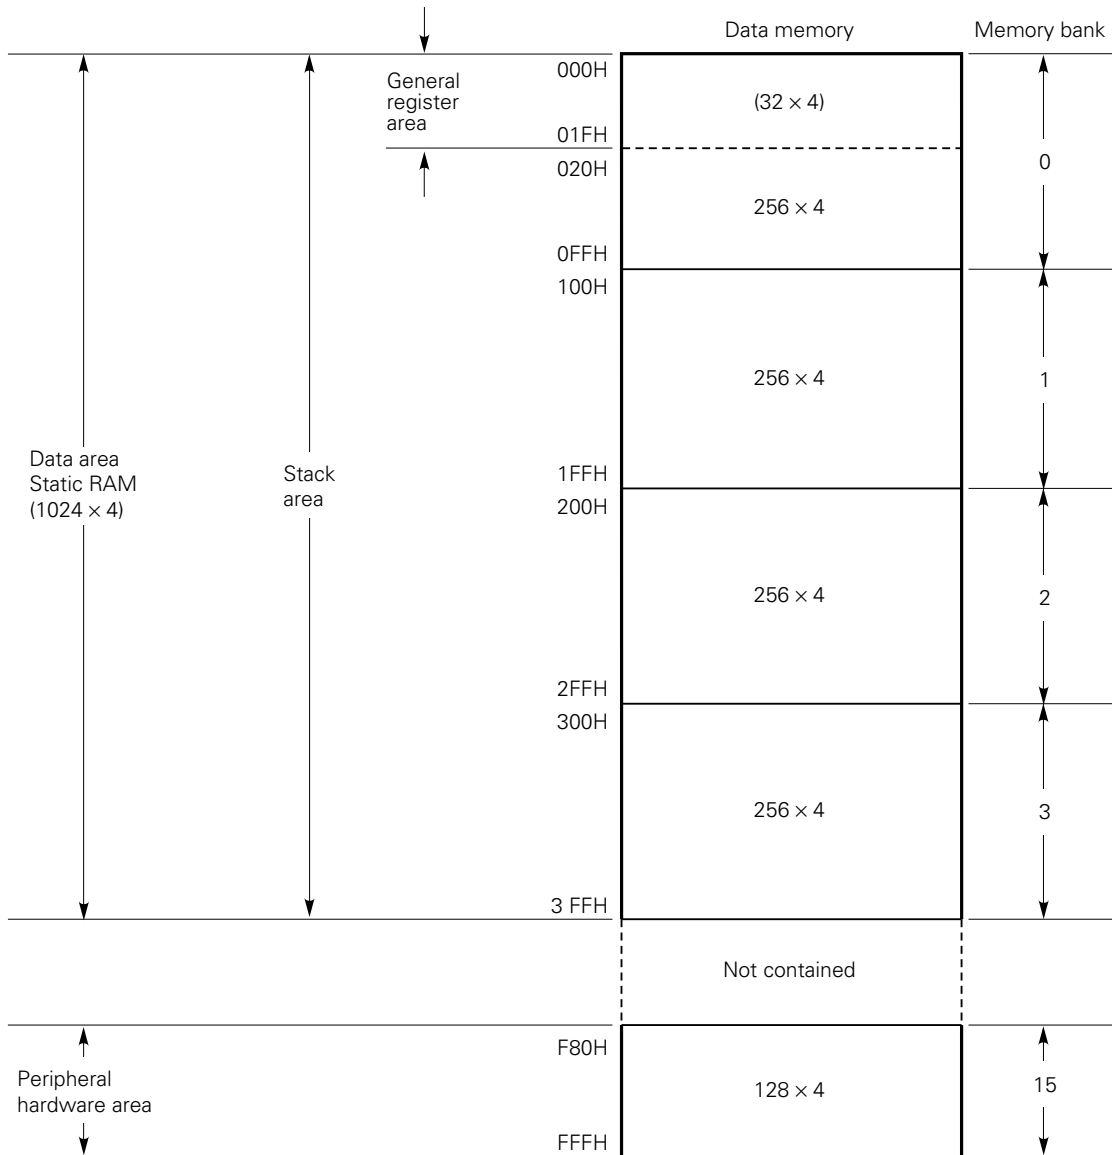 Data memory
Memory bank
000H
General
register
area
(32 × 4)
01FH
020H
0
256 × 4
0FFH
100H
256 × 4
1
Data area
Static RAM
(1024 × 4)
Stack
area
1FFH
200H
256 × 4
2
2FFH
300H
256 × 4
3
3 FFH
Not contained
F80H
Peripheral
hardware area
128 × 4
15
FFFH